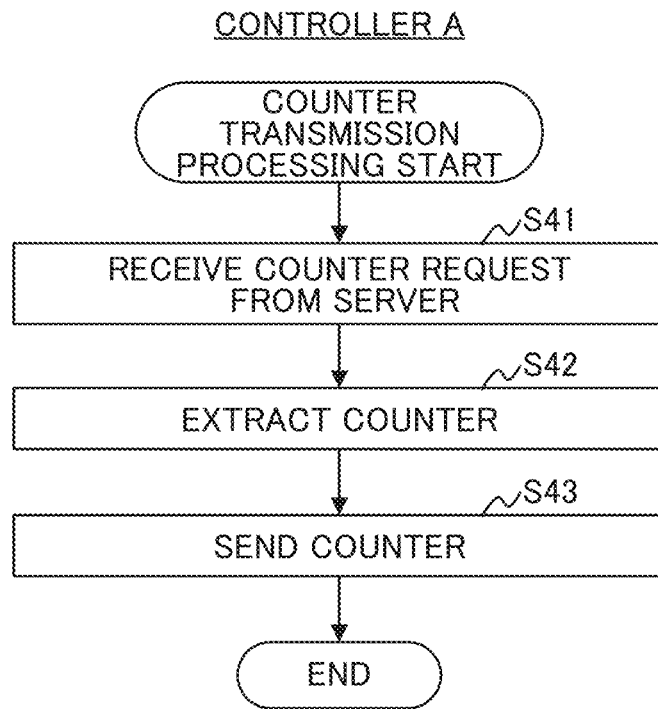 CONTROLLER A
COUNTER
TRANSMISSION
PROCESSING START
S41
RECEIVE COUNTER REQUEST
FROM SERVER
S42
EXTRACT COUNTER
S43
SEND COUNTER
END